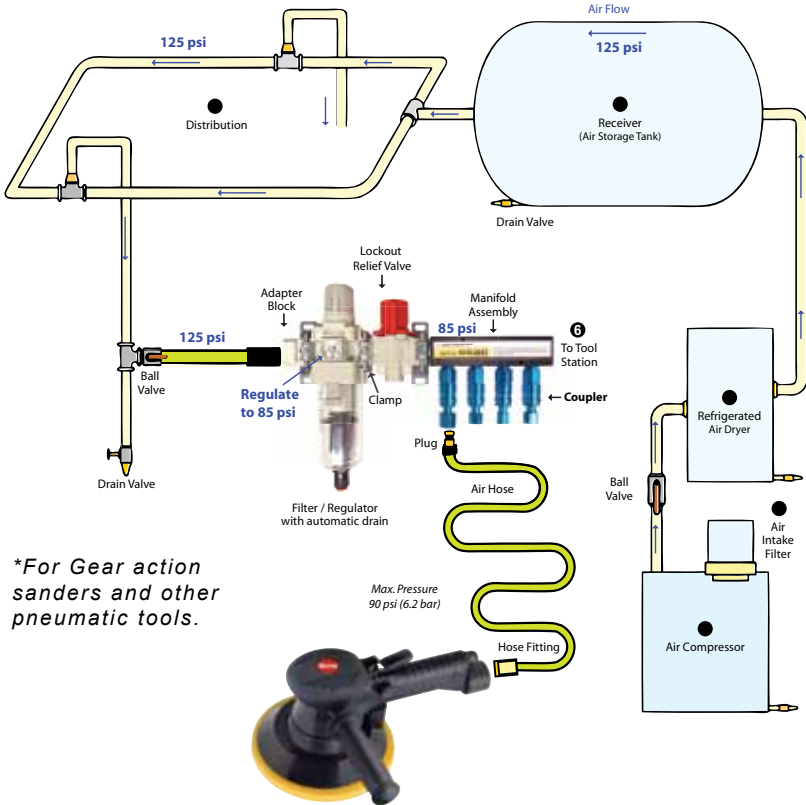 Air Flow
125 psi
125 psi
Distribution
Receiver
(Air Storage Tank)
Drain Valve
Lockout
Relief Valve
Adapter
Block
Manifold
Assembly
125 psi
85 psi
6
To Tool
Station
Ball
Valve
Regulate
to 85 psi
Clamp
Coupler
Refrigerated
Air Dryer
Plug
Drain Valve
Air Hose
Ball
Valve
Filter / Regulator
with automatic drain
Air
Intake
Filter
*For Gear action
sanders and other
pneumatic tools.
Max. Pressure
90 psi (6.2 bar)
Hose Fitting
Air Compressor